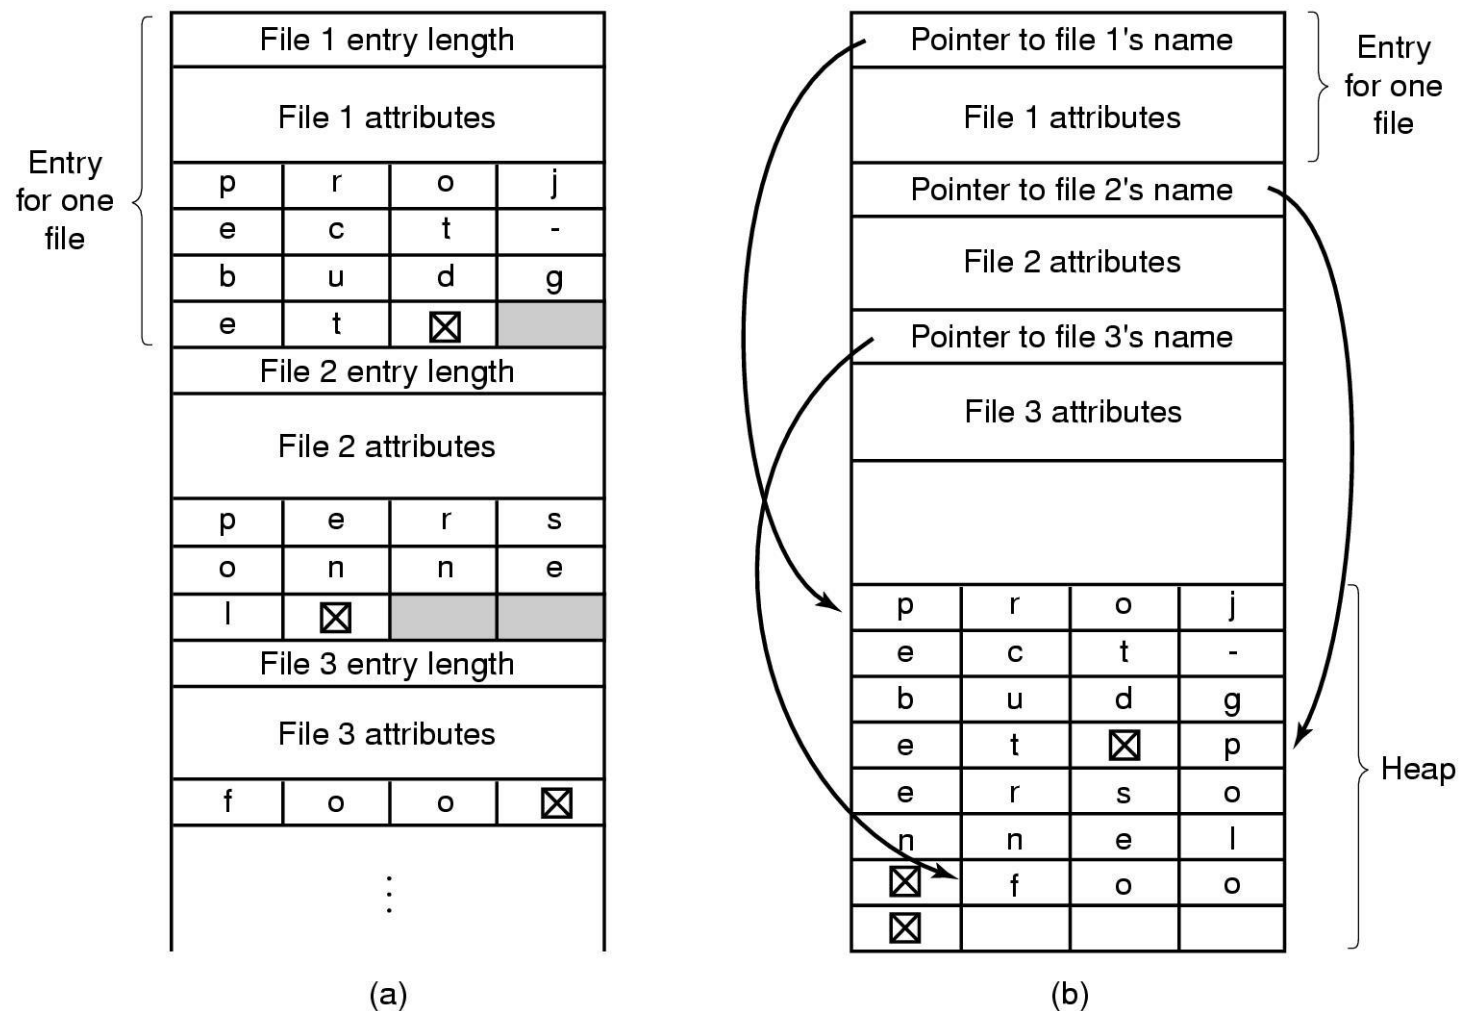 File 1 entry length
File 1 attributes
Entry
for one
file
p r o j
e c t -
b u d g
e t ☒
File 2 entry length
File 2 attributes
p e r s
o n n e
l ☒
File 3 entry length
File 3 attributes
f o o ☒
⋮
(a)
Pointer to file 1's name
File 1 attributes
Entry
for one
file
Pointer to file 2's name
File 2 attributes
Pointer to file 3's name
File 3 attributes
p r o j
e c t -
b u d g
e t ☒ p
e r s o
n n e l
☒ f o o
☒
Heap
(b)